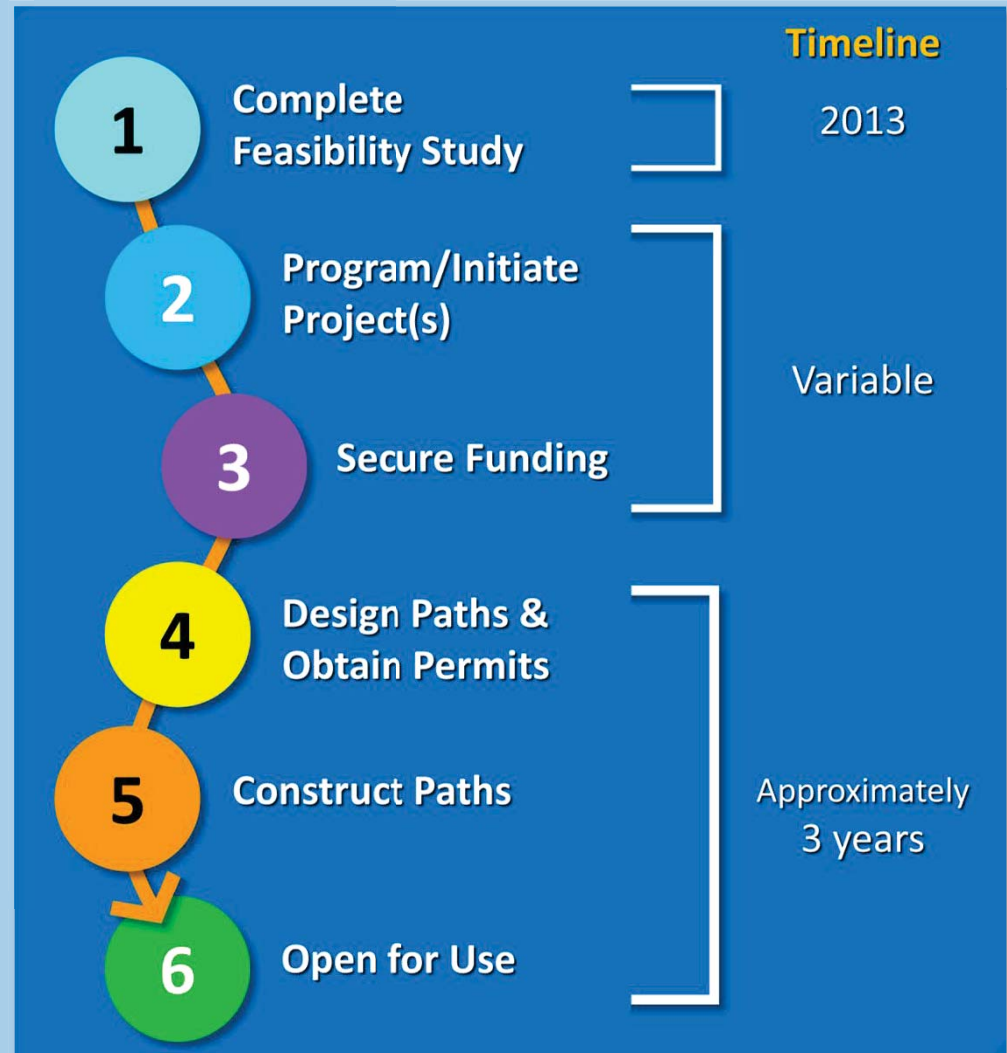 Timeline
1
Complete
Feasibility Study
2013
2
Program/Initiate
Project(s)
Variable
3
Secure Funding
4
Design Paths &
Obtain Permits
5
Construct Paths
Approximately
3 years
6
Open for Use